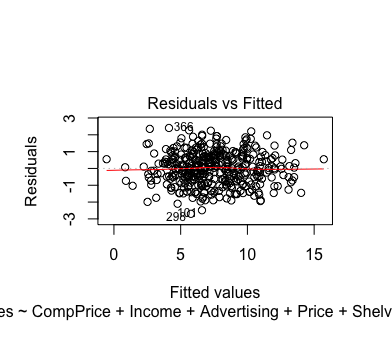 Residuals vs Fitted
3
1
-1
-3
Residuals
366
298
0
5
10
15
Fitted values
es ~ CompPrice + Income + Advertising + Price + Shelv